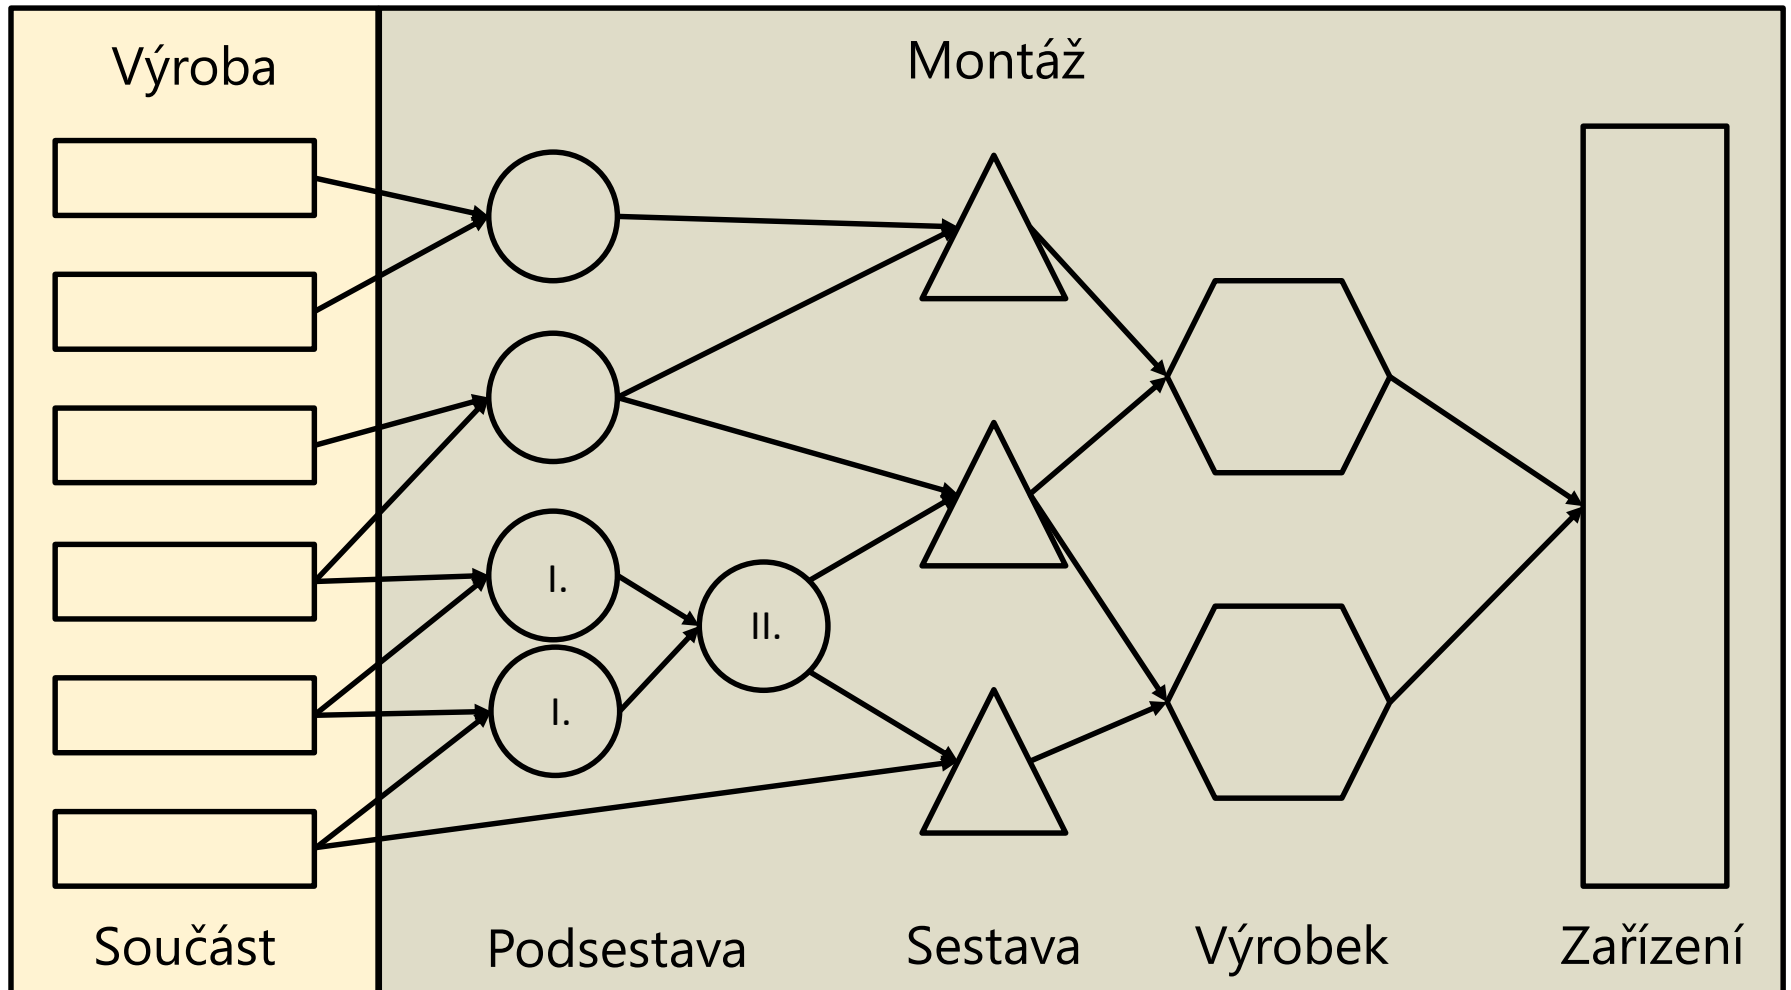 Výroba
Montáž
I.
II.
I.
Součást
Podsestava
Sestava
Výrobek
Zařízení